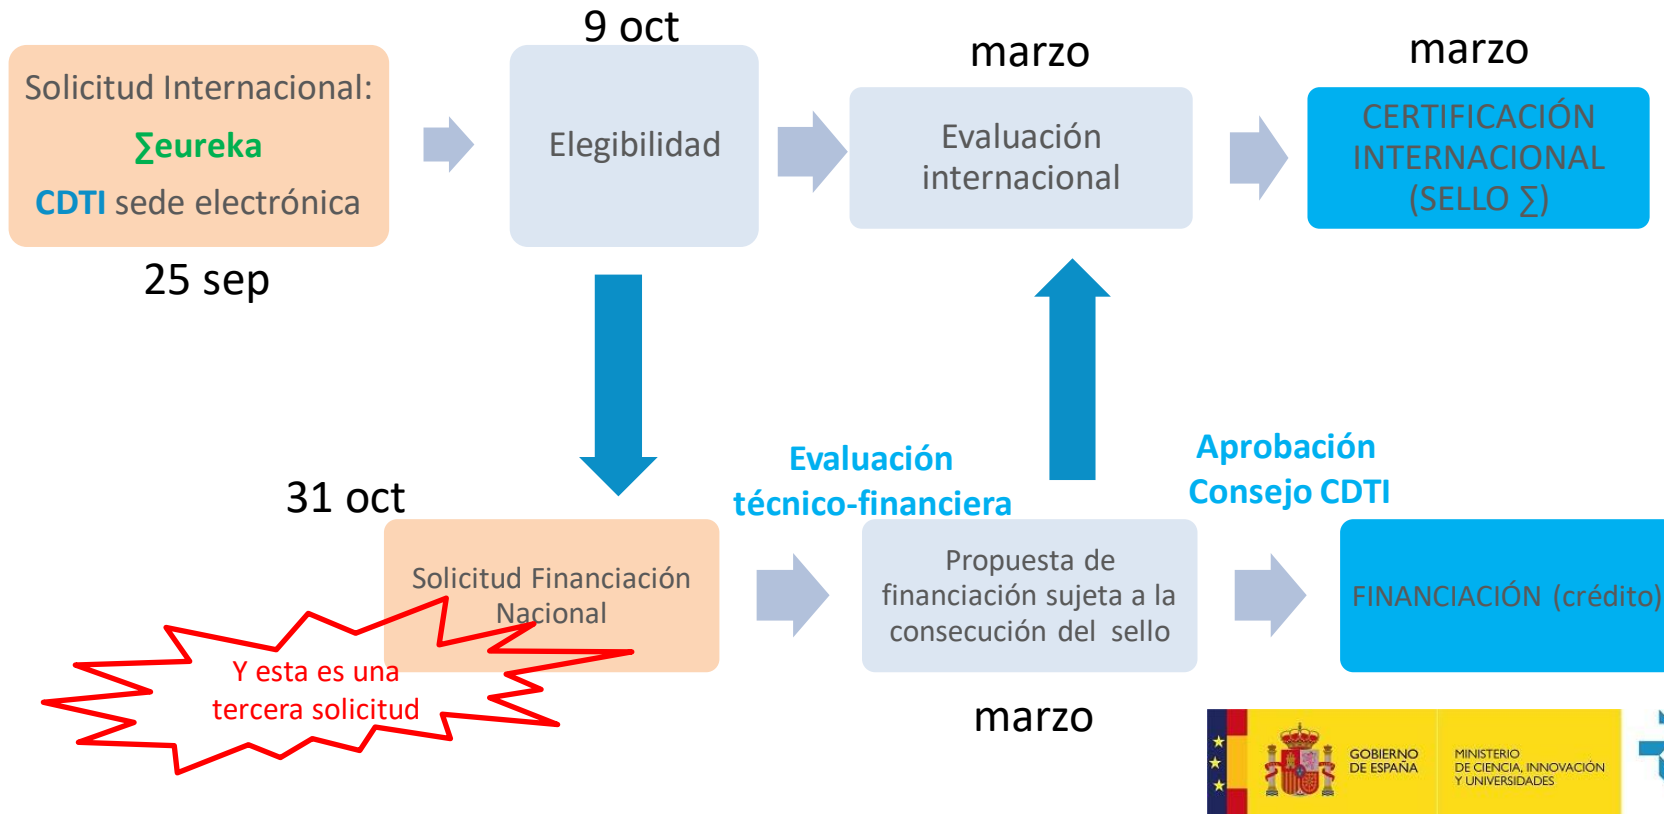 9 oct
marzo
marzo
Solicitud Internacional:
∑eureka
CDTI sede electrónica
Elegibilidad
Evaluación
internacional
CERTIFICACIÓN
INTERNACIONAL
(SELLO ∑)
25 sep
31 oct
Evaluación
técnico-financiera
Aprobación
Consejo CDTI
Solicitud Financiación
Nacional
Propuesta de
financiación sujeta a la
consecución del sello
FINANCIACIÓN (crédito)
Y esta es una
tercera solicitud
marzo
GOBIERNO
DE ESPAÑA
MINISTERIO
DE CIENCIA, INNOVACIÓN
Y UNIVERSIDADES